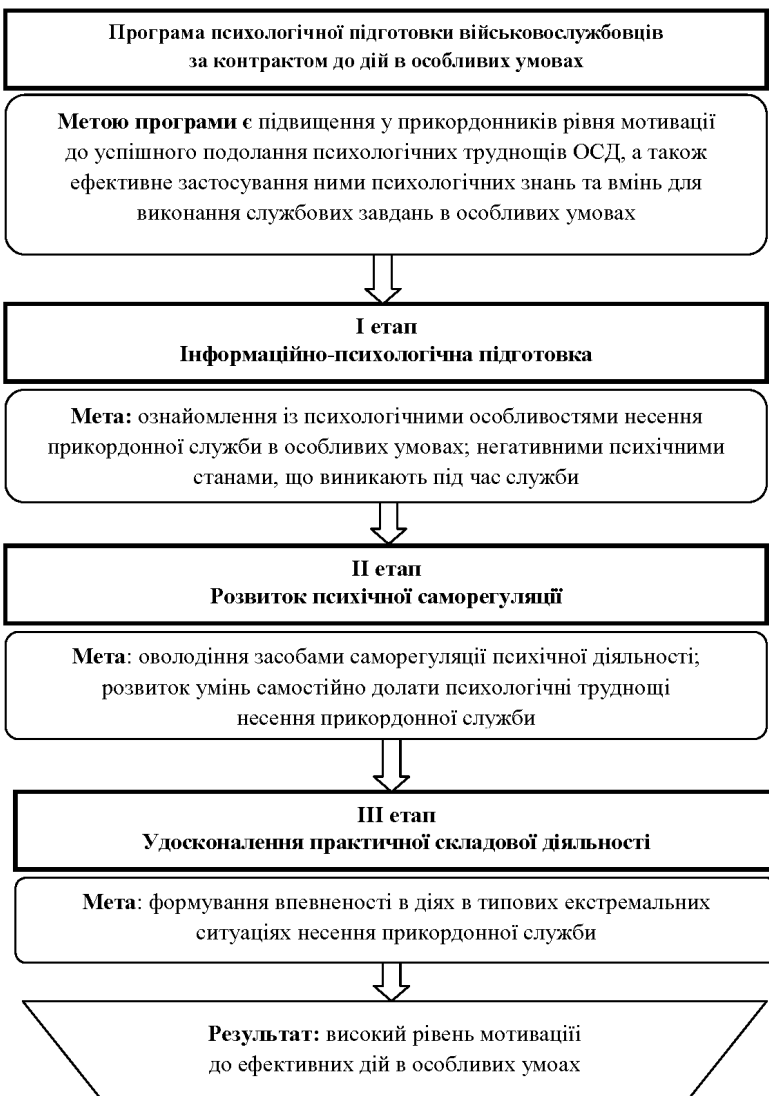 Програма психологічної підготовки військовослужбовців
за контрактом до дій в особливих умовах
Метою програми є підвищення у прикордонників рівня мотивації
до успішного подолання психологічних труднощів ОСД, а також
ефективне застосування ними психологічних знань та вмінь для
виконання службових завдань в особливих умовах
I етап
Інформаційно-психологічна підготовка
Мета: ознайомлення із психологічними особливостями несення
прикордонної служби в особливих умовах; негативними психічними
станами, що виникають під час служби
II етап
Розвиток психічної саморегуляції
Мета: оволодіння засобами саморегуляції психічної діяльності;
розвиток умінь самостійно долати психологічні труднощі
несення прикордонної служби
III етап
Удосконалення практичної складової діяльності
Мета: формування впевненості в діях в типових екстремальних
ситуаціях несення прикордонної служби
Результат: високий рівень мотиваціїі
до ефективних дій в особливих умоах